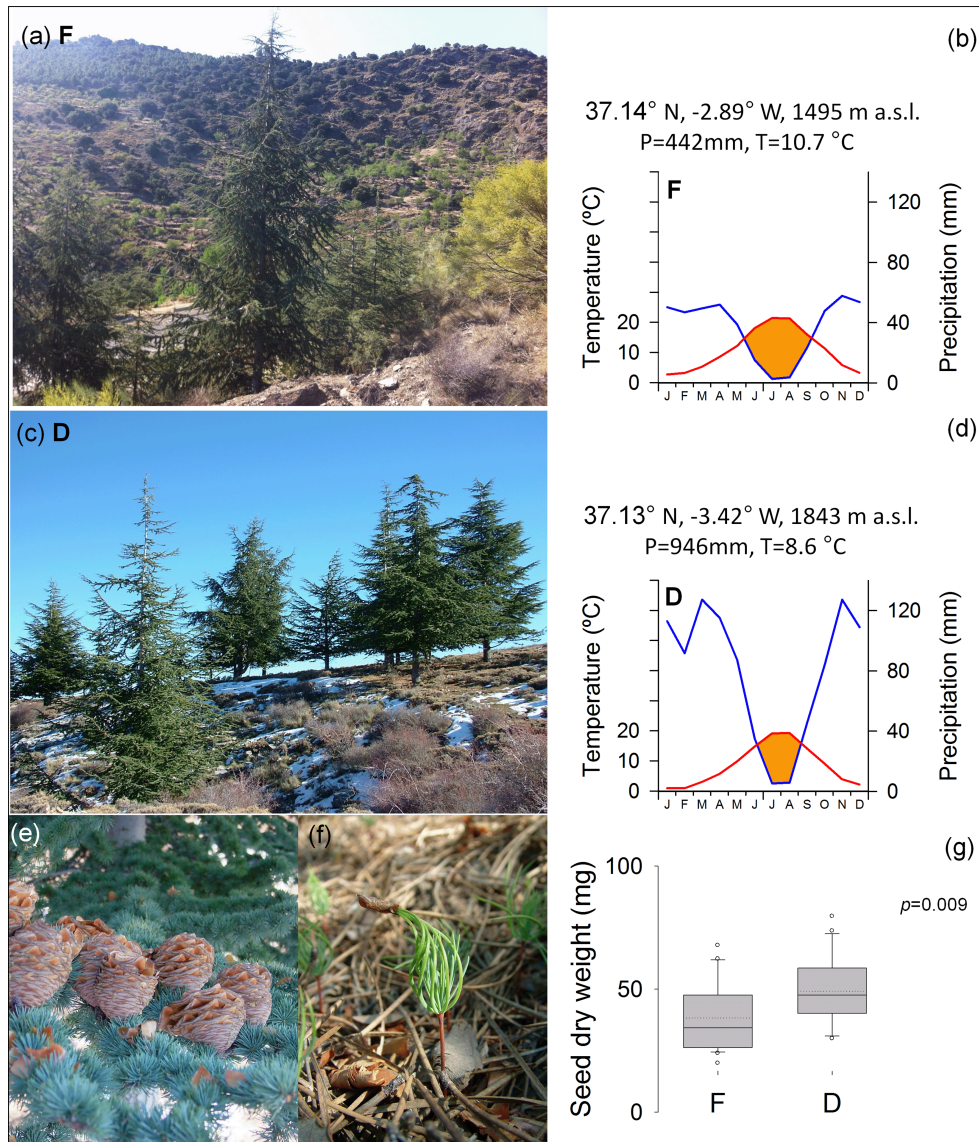 (a) F
(b)
37.14° N, -2.89° W, 1495 m a.s.l.
P=442mm, T=10.7 °C
F
Temperature (ºC)
20
10
0
J F M A M J J A S O N D
120
80
40
0
Precipitation (mm)
(c) D
(d)
37.13° N, -3.42° W, 1843 m a.s.l.
P=946mm, T=8.6 °C
D
Temperature (ºC)
20
10
0
J F M A M J J A S O N D
120
80
40
0
Precipitation (mm)
(e)
(f)
(g)
Seed dry weight (mg)
100
50
0
p=0.009
F D